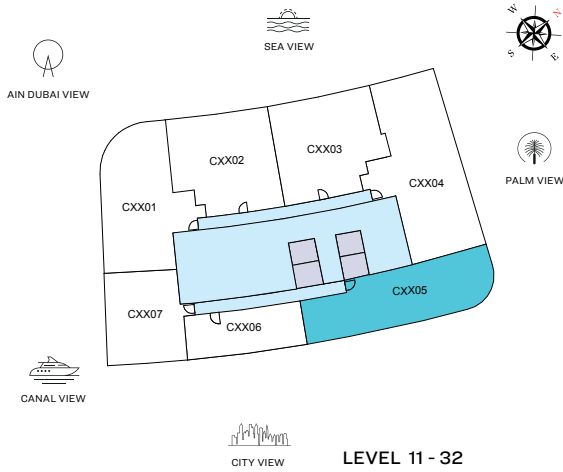 W
N
S
E
SEA VIEW
AIN DUBAI VIEW
CXX03
CXX02
PALM VIEW
CXX04
CXX01
CXX05
CXX07
CXX06
CANAL VIEW
CITY VIEW
LEVEL 11 - 32